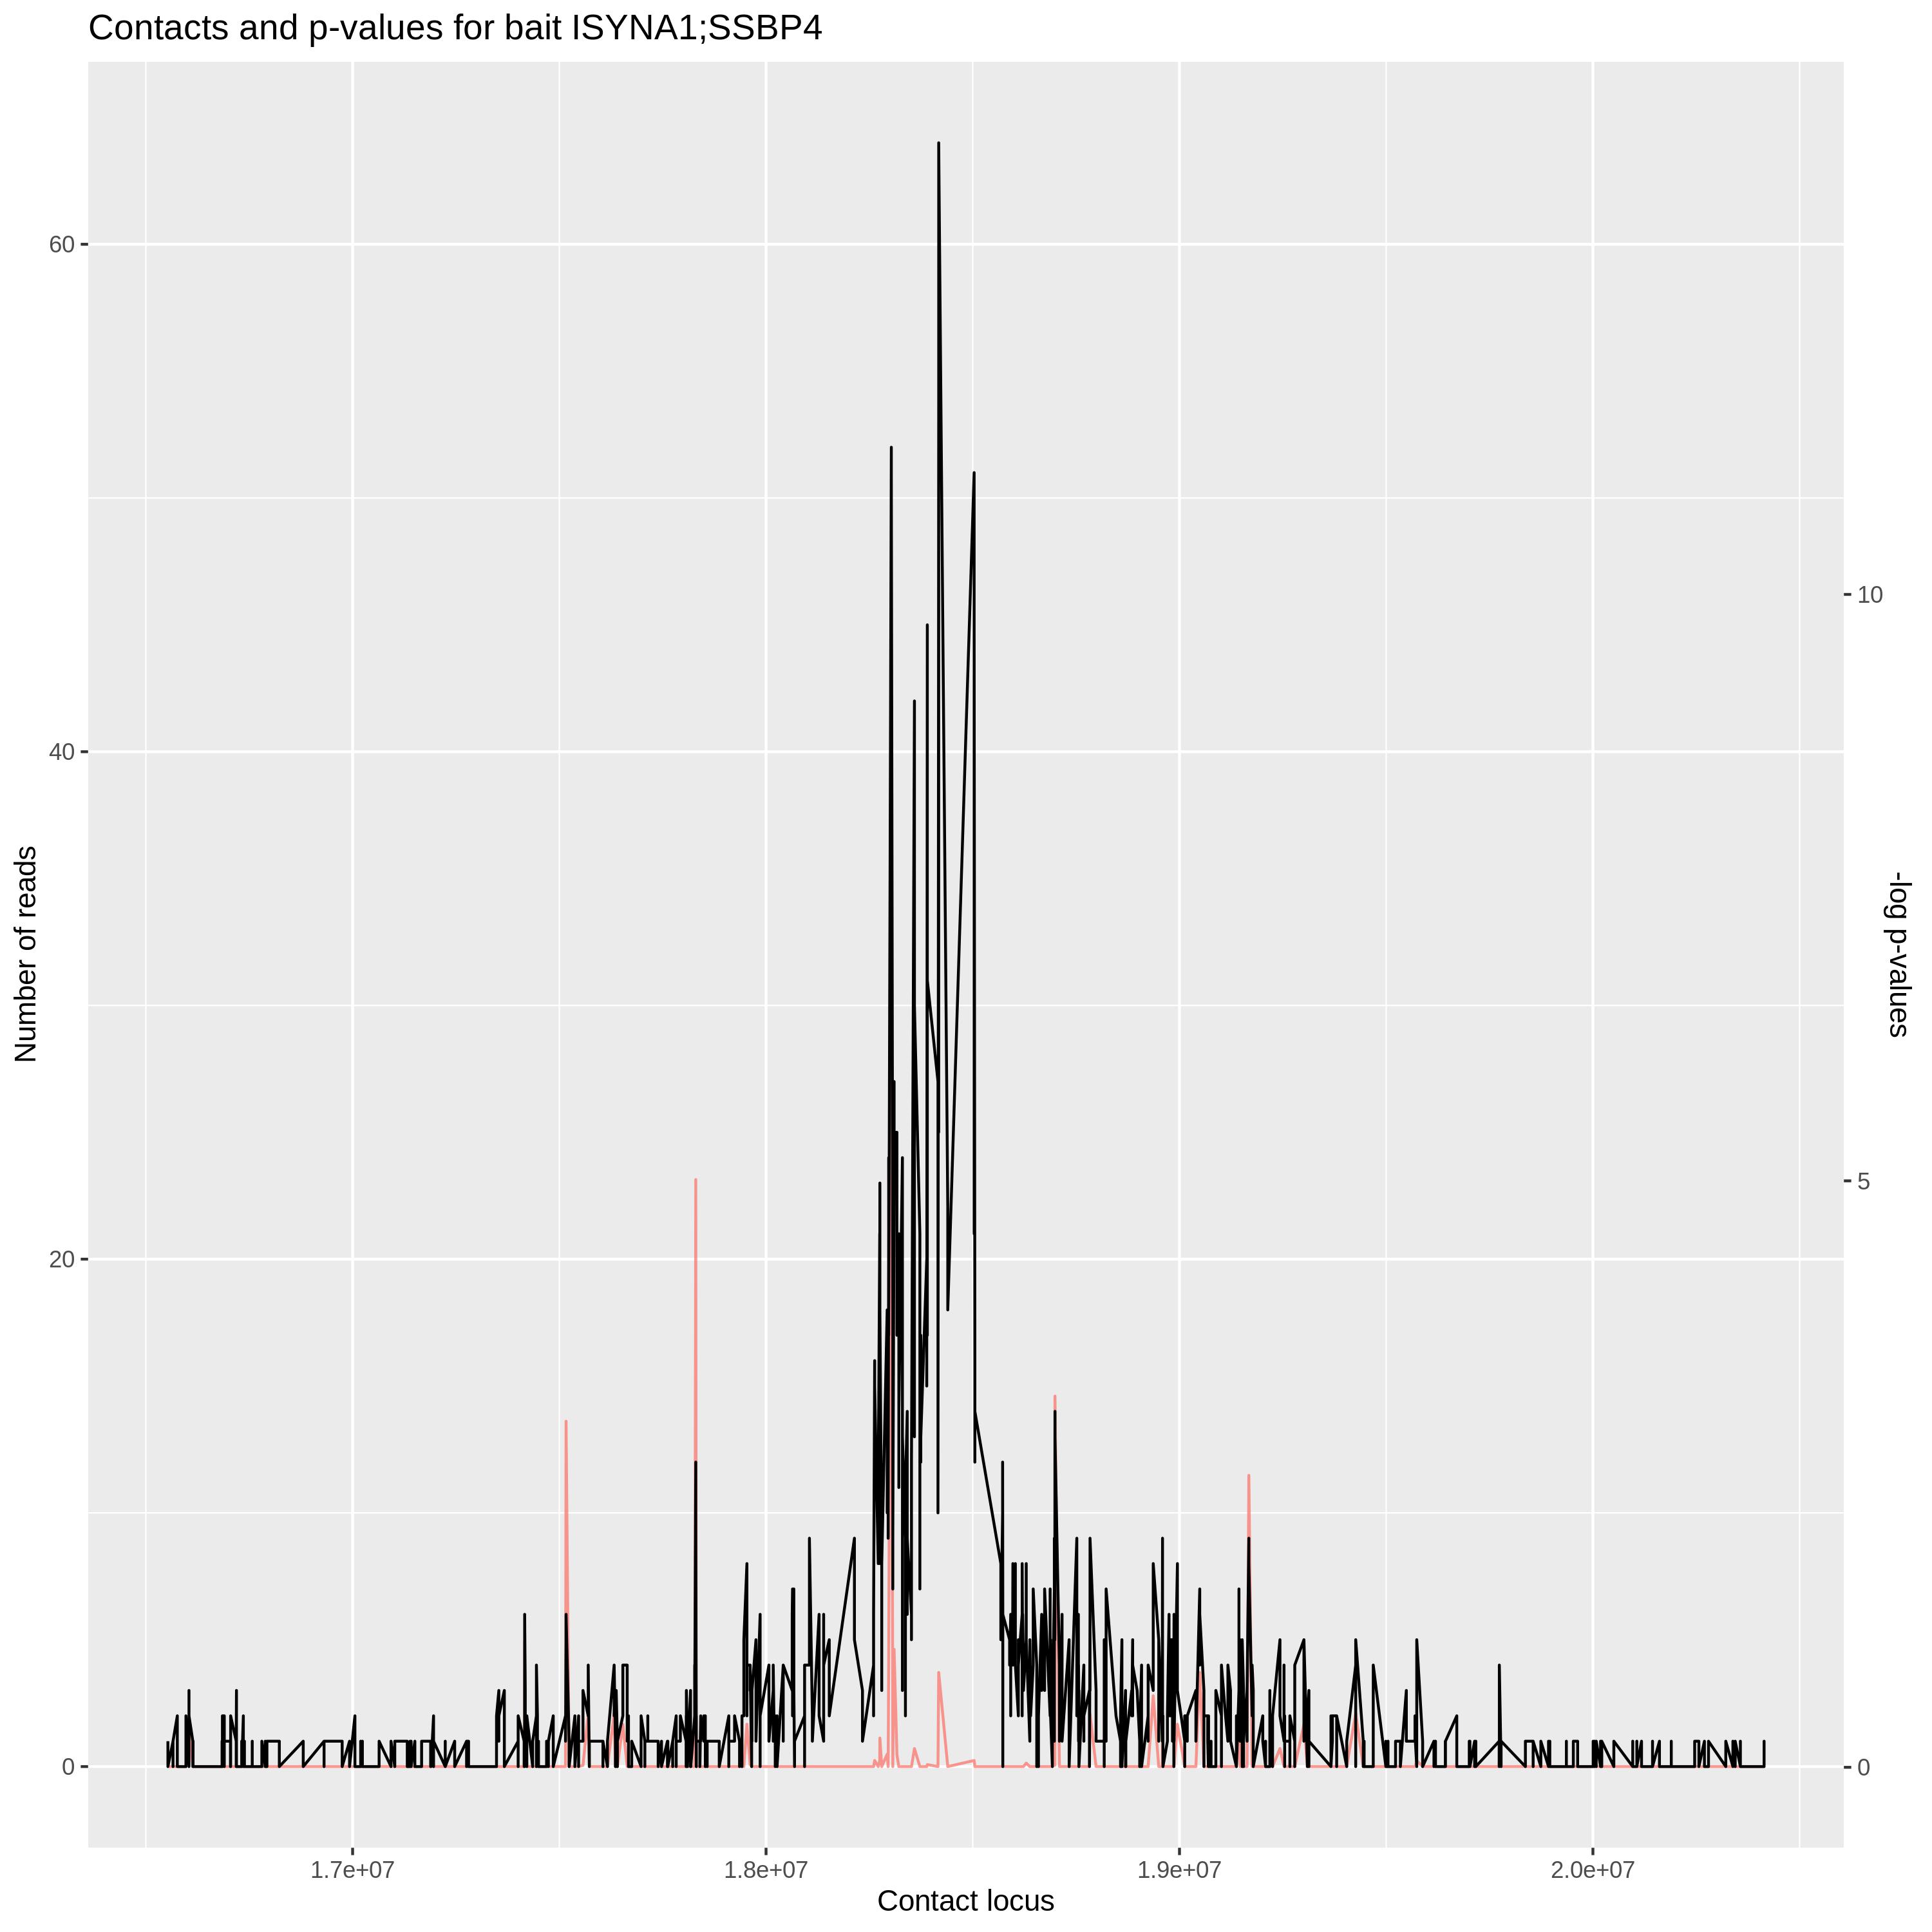 Contacts and p-values for bait ISYNA1;SSBP4
60
40
20
0
Number of reads
10
5
0
-log p-values
1.7e+07
1.8e+07
1.9e+07
2.0e+07
Contact locus